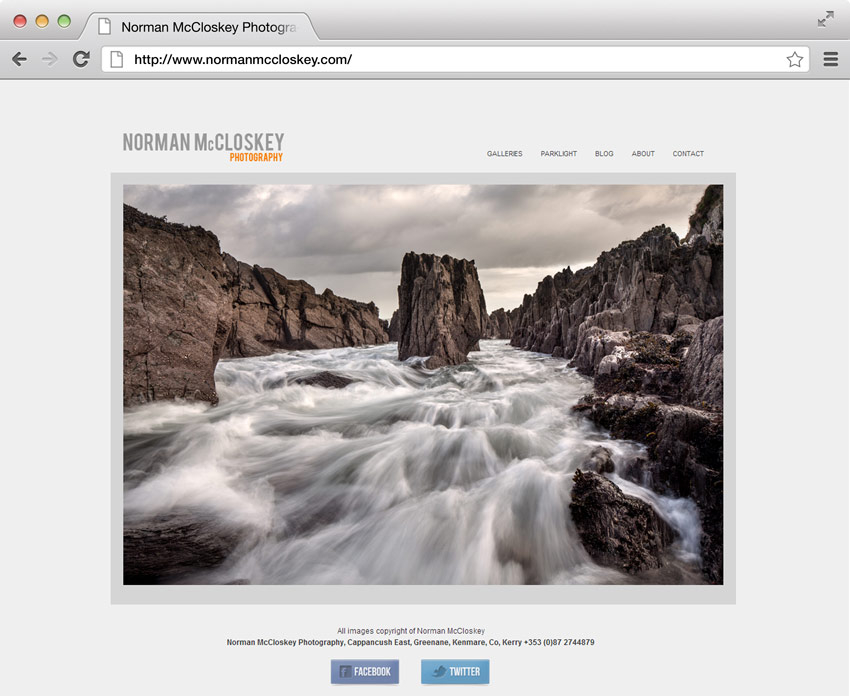 Norman McCloskey Photogra
http://www.normanmccloskey.com/
NORMAN McCLOSKEY
PHOTOGRAPHY
GALLERIES PARKLIGHT BLOG ABOUT CONTACT
All images copyright of Norman McCloskey
Norman McCloskey Photography, Cappancush East, Greenane, Kenmare, Co, Kerry +353 (0)87 2744879
FACEBOOK TWITTER